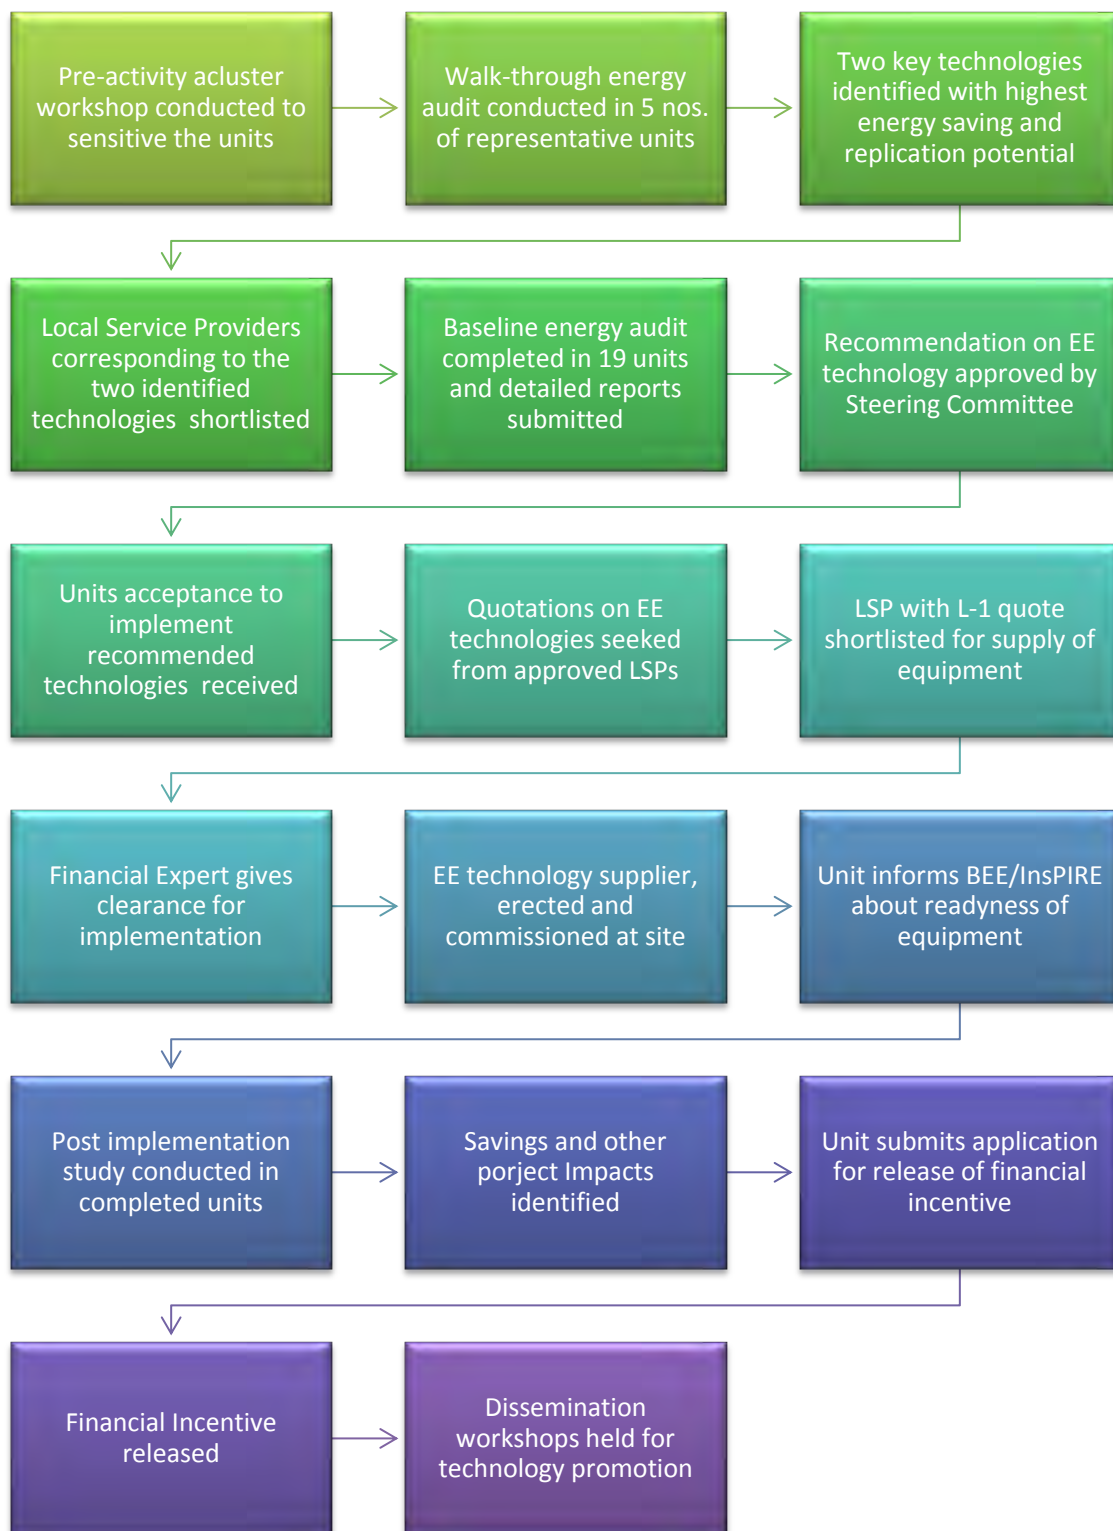 Pre-activity acluster
workshop conducted to
sensitive the units
Walk-through energy
audit conducted in 5 nos.
of representative units
Two key technologies
identified with highest
energy saving and
replication potential
Local Service Providers
corresponding to the
two identified
technologies shortlisted
Baseline energy audit
completed in 19 units
and detailed reports
submitted
Recommendation on EE
technology approved by
Steering Committee
Units acceptance to
implement
recommended
technologies received
Quotations on EE
technologies seeked
from approved LSPs
LSP with L-1 quote
shortlisted for supply of
equipment
Financial Expert gives
clearance for
implementation
EE technology supplier,
erected and
commissioned at site
Unit informs BEE/InsPIRE
about readyness of
equipment
Post implementation
study conducted in
completed units
Savings and other
porject Impacts
identified
Unit submits application
for release of financial
incentive
Financial Incentive
released
Dissemination
workshops held for
technology promotion